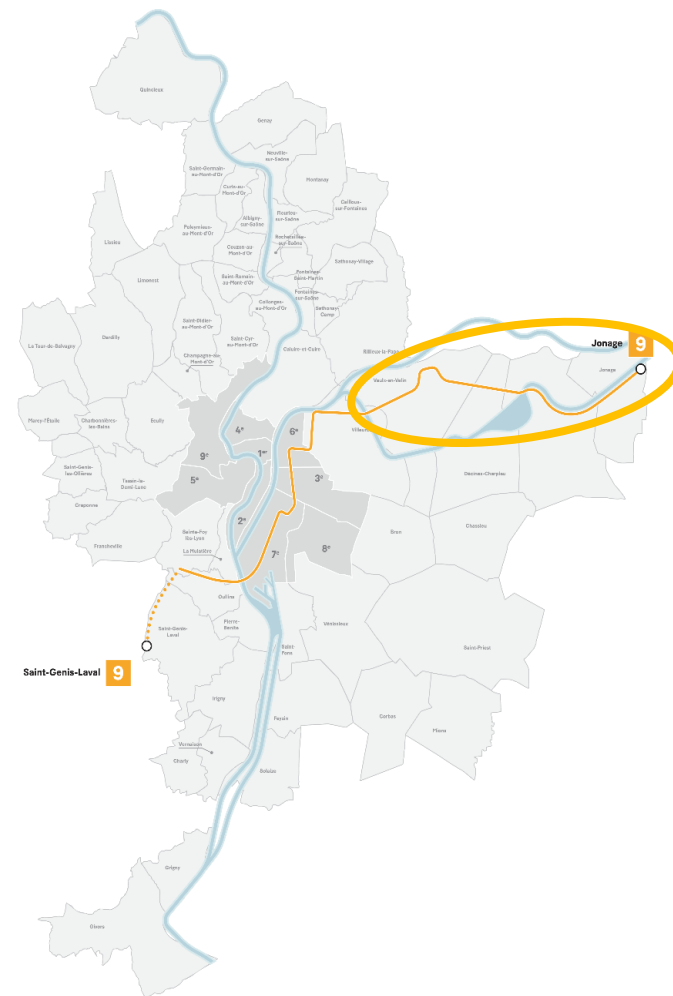 Quincieux
Genay
Neuville-
sur-Saône
Saint-Germain-
au-Mont-d'Or
Montanay
Curis-au-
Mont-d'Or
Cailloux-
sur-Fontaines
Albigny-
sur-Saône
Fleurieu-
sur-Saône
Poleymieux-
au-Mont-d'Or
Rochetaillée-
sur-Saône
Lissieu
Couzon-au-
Mont-d'Or
Sathonay-Village
Limonest
Saint-Romain-
au-Mont-d'Or
Fontaines-
Saint-Martin
Fontaines-
sur-Saône
Collonges-
au-Mont-d'Or
Sathonay-
Camp
Saint-Didier-
au-Mont-d'Or
Dardilly
Saint-Cyr-
au-Mont-d'Or
La Tour-de-Salvagny
Caluire-et-Cuire
Rillieux-la-Pape
Jonage 9
Champagne-au-
Mont-d'Or
Jonage
Vaulx-en-Velin
Marcy-l'Étoile
Charbonnières-
les-Bains
Écully
4e
6e
9e
1er
Saint-Genis-
les-Ollières
Tassin-la-
Demi-Lune
5e
3e
Décines-Charpieu
Craponne
2e
Chassieu
Francheville
Sainte-Foy-
lès-Lyon
La Mulatière
Bron
7e
8e
Oullins
Saint-Genis-
Laval
Pierre-
Bénite
Vénissieux
Saint-
Fons
Saint-Priest
Saint-Genis-Laval 9
Irigny
Feyzin
Corbas
Mions
Vernaison
Charly
Solaize
Grigny
Givors